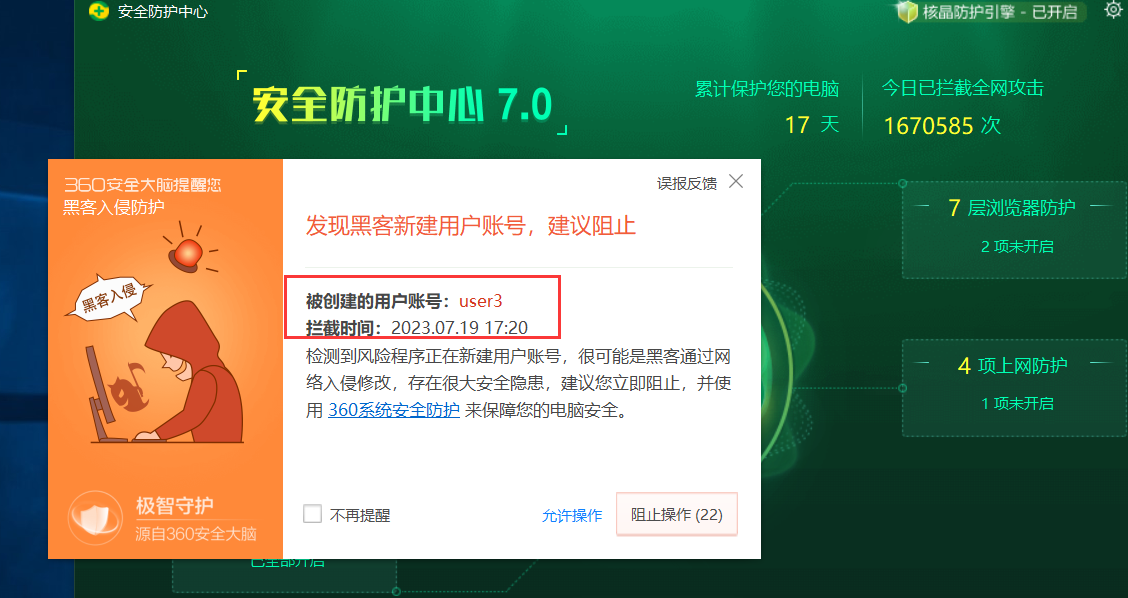 安全防护中心
核晶防护引擎 - 已开启
安全防护中心 7.0
累计保护您的电脑
17 天
今日已拦截全网攻击
1670585 次
360安全大脑提醒您
黑客入侵防护
黑客入侵
极智守护
源自360安全大脑
误报反馈
发现黑客新建用户账号，建议阻止
被创建的用户账号：user3
拦截时间：2023.07.19 17:20
检测到风险程序正在新建用户账号，很可能是黑客通过网
络入侵修改，存在很大安全隐患，建议您立即阻止，并使
用 360系统安全防护 来保障您的电脑安全。
不再提醒
允许操作
阻止操作 (22)
7 层浏览器防护
2 项未开启
4 项上网防护
1 项未开启
已全部开启